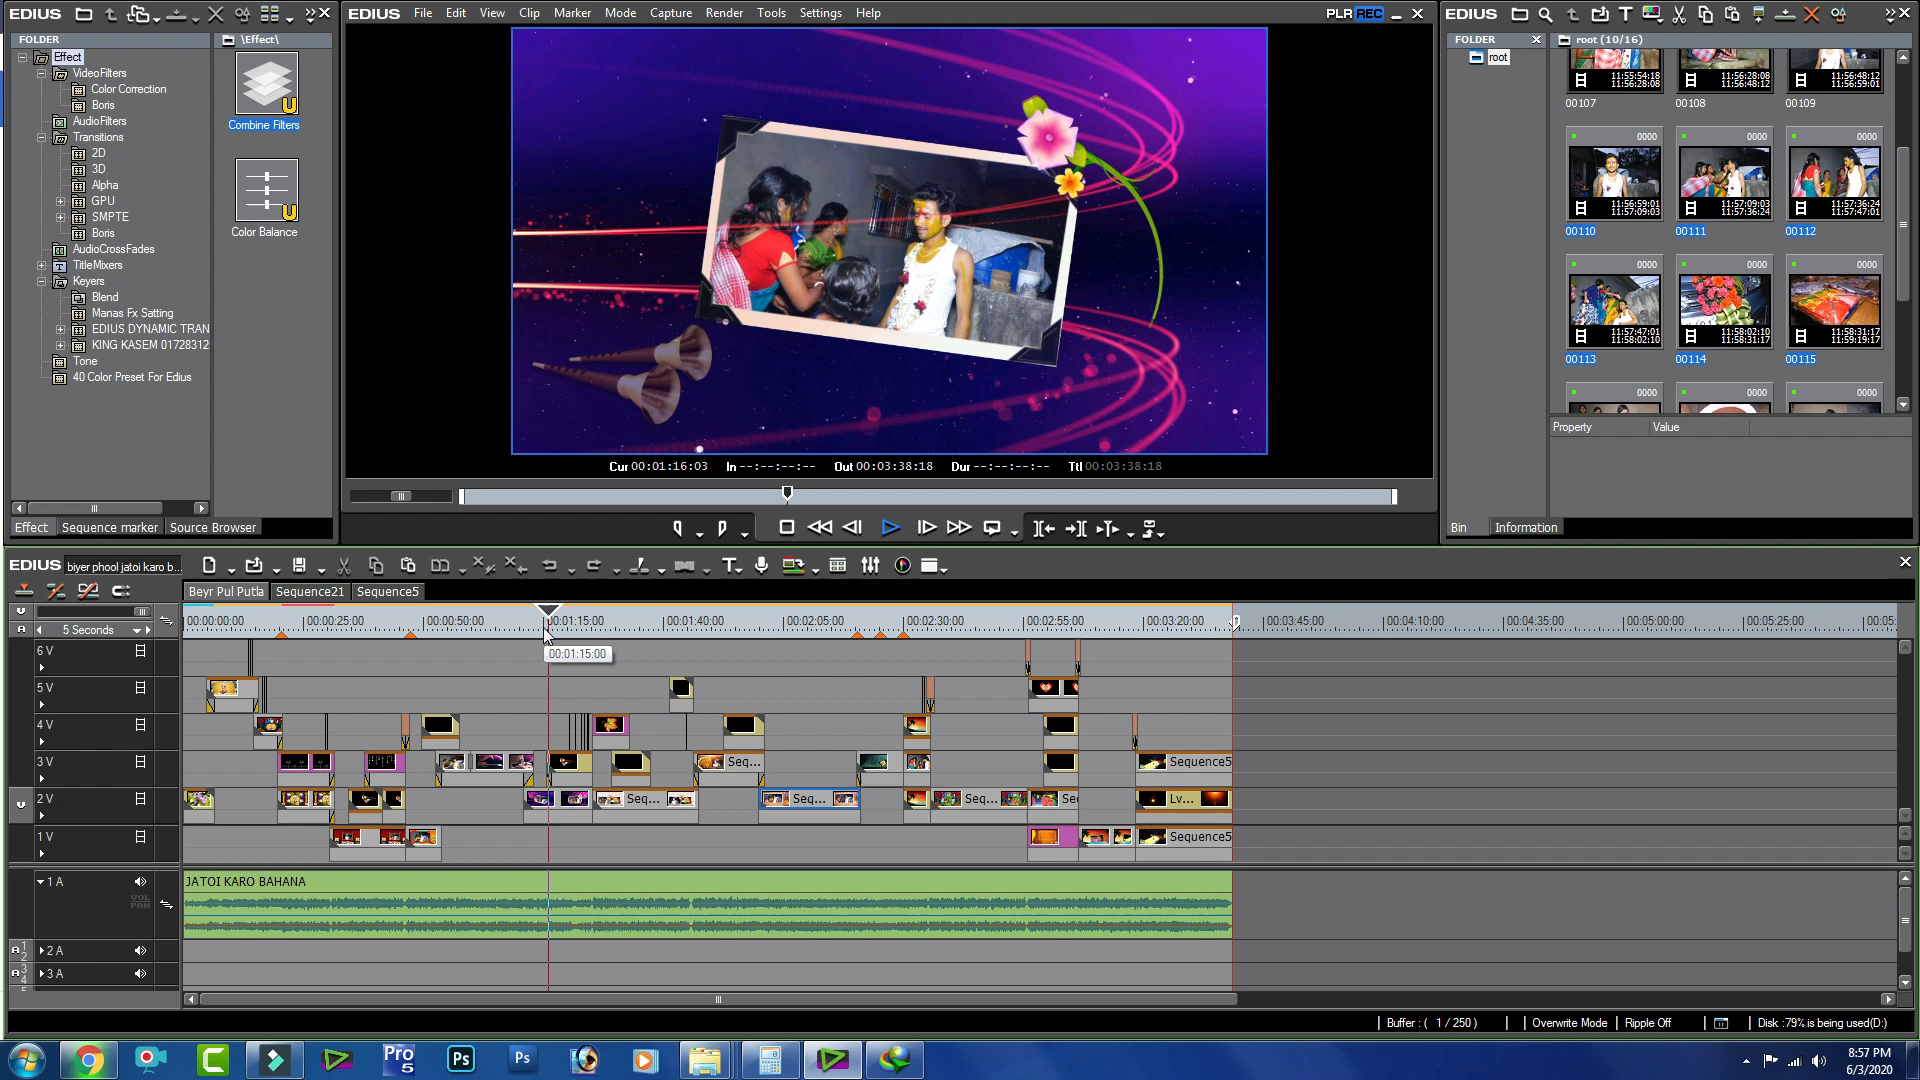 EDIUS
FOLDER
\Effect\
Effect
VideoFilters
Color Correction
Boris
AudioFilters
Transitions
2D
3D
Alpha
GPU
SMPTE
Boris
AudioCrossFades
TitleMixers
Keyers
Blend
Manas Fx Satting
EDIUS DYNAMIC TRAN
KING KASEM 01728312
Tone
40 Color Preset For Edius
Combine Filters
Color Balance
Effect Sequence marker Source Browser
EDIUS File Edit View Clip Marker Mode Capture Render Tools Settings Help
PLR REC
Cur 00:01:16:03 In --:--:--:-- Out 00:03:38:18 Dur --:--:--:-- Ttl 00:03:38:18
EDIUS
FOLDER
root
root (10/16)
11:55:54:18 11:56:28:08 11:56:48:12
11:56:28:08 11:56:48:12 11:56:59:01
00107 00108 00109
0000 0000 0000
11:56:59:01 11:57:09:03 11:57:36:24
11:57:09:03 11:57:36:24 11:57:47:01
00110 00111 00112
0000 0000 0000
11:57:47:01 11:58:02:10 11:58:31:17
11:58:02:10 11:58:31:17 11:59:19:17
00113 00114 00115
0000 0000 0000
Property Value
Bin Information
EDIUS biyer phool jatoi karo b...
Beyr Pul Putla Sequence21 Sequence5
5 Seconds
00:00:00:00 00:00:25:00 00:00:50:00 00:01:15:00 00:01:40:00 00:02:05:00 00:02:30:00 00:02:55:00 00:03:20:00 00:03:45:00 00:04:10:00 00:04:35:00 00:05:00:00 00:05:25:00 00:05:
00:01:15:00
6 V
5 V
4 V
3 V
Seq... Sequence5
2 V
Seq... Seq... Seq... Lv...
1 V
Sequence5
1 A
JATOI KARO BAHANA
VOL
PAN
2 A
3 A
Buffer : ( 1 / 250 ) Overwrite Mode Ripple Off Disk :79% is being used(D:)
Pro
5
Ps
Ps
8:57 PM
6/3/2020